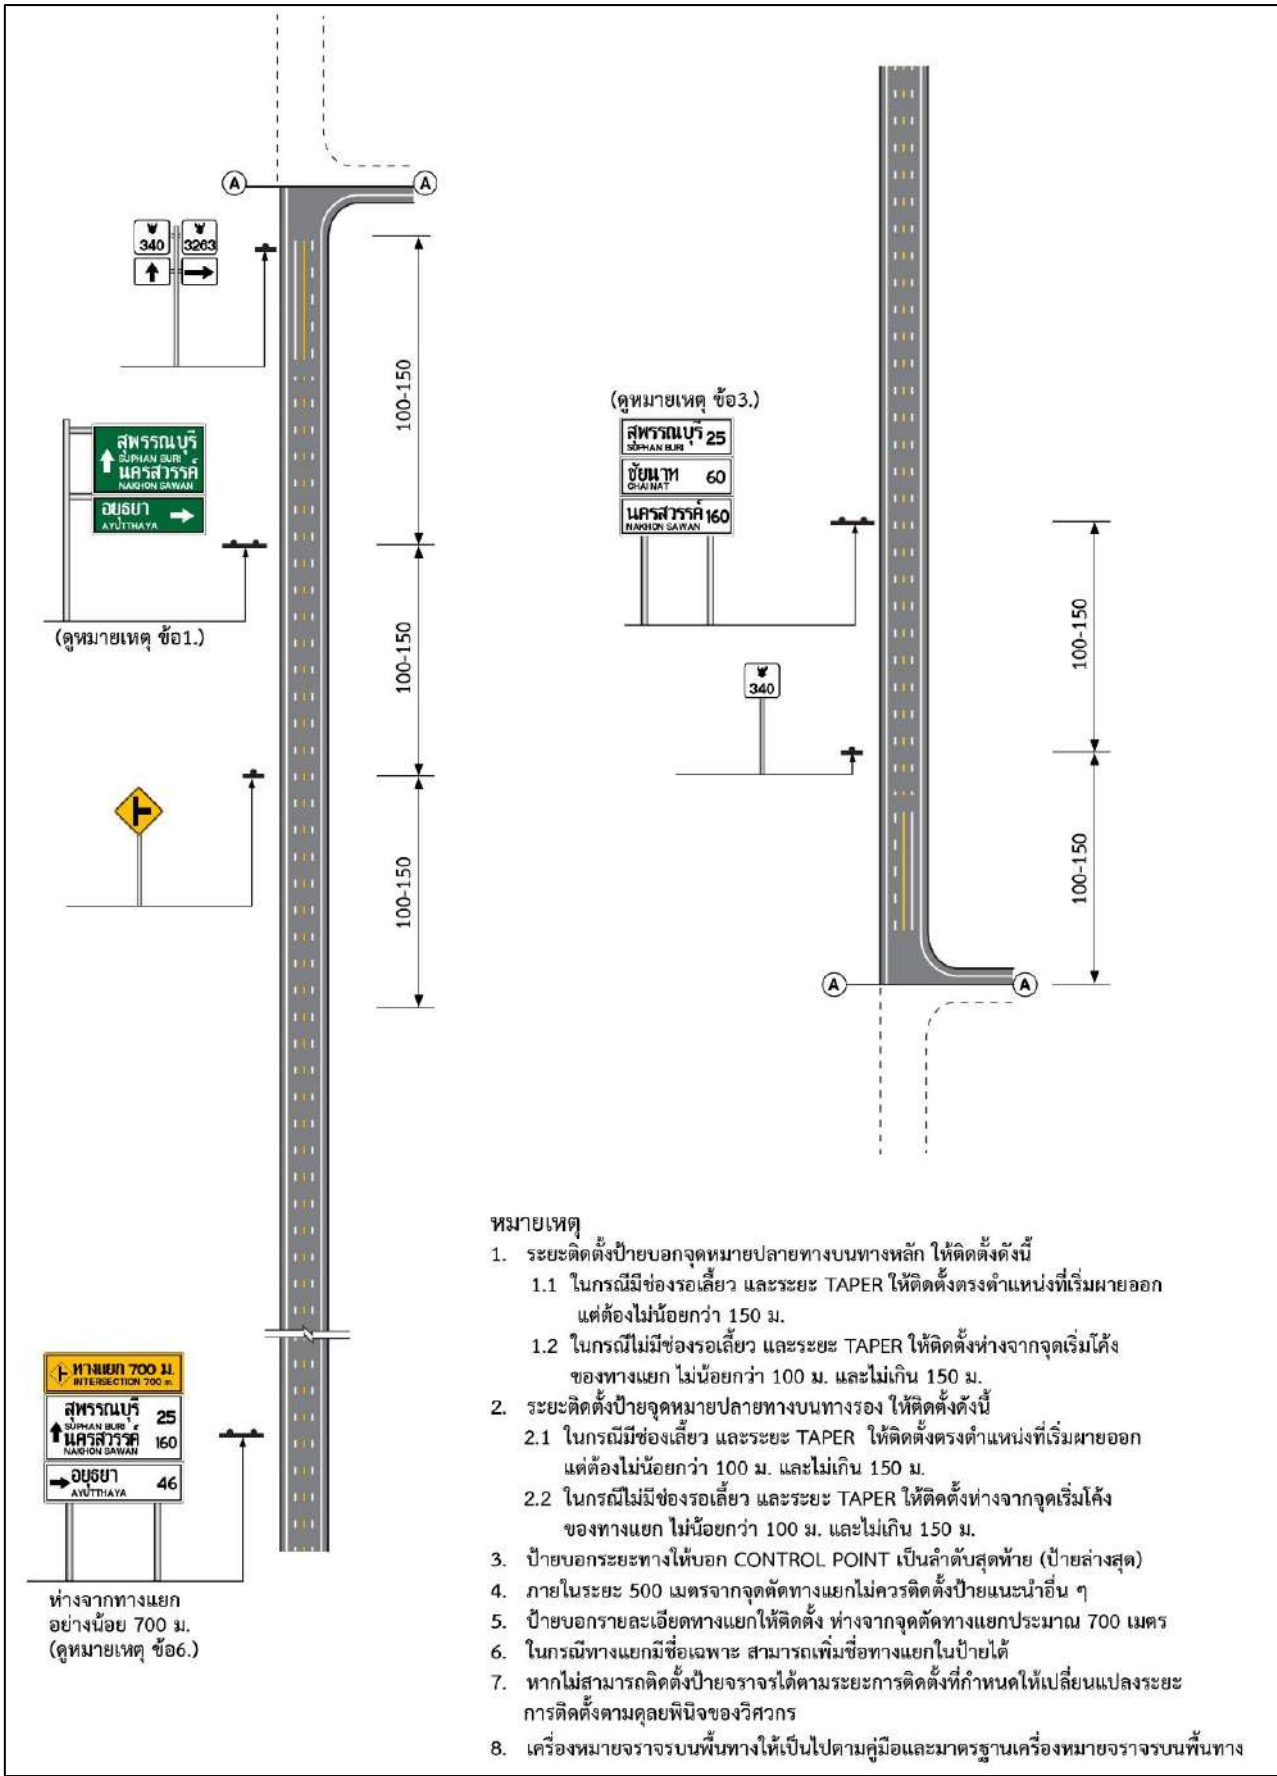 A
A
340
3263
100-150
สุพรรณบุรี
SUPHAN BURI
นครสวรรค์
NAKHON SAWAN
อยุธยา
AYUTTHAYA
(ดูหมายเหตุ ข้อ1.)
100-150
100-150
ทางแยก 700 ม.
INTERSECTION 700 m.
สุพรรณบุรี 25
SUPHAN BURI
นครสวรรค์ 160
NAKHON SAWAN
อยุธยา 46
AYUTTHAYA
ห่างจากทางแยก
อย่างน้อย 700 ม.
(ดูหมายเหตุ ข้อ6.)
(ดูหมายเหตุ ข้อ3.)
สุพรรณบุรี 25
SUPHAN BURI
ชัยนาท 60
CHAI NAT
นครสวรรค์ 160
NAKHON SAWAN
100-150
340
100-150
A
A
หมายเหตุ
1. ระยะติดตั้งป้ายบอกจุดหมายปลายทางบนทางหลัก ให้ติดตั้งดังนี้
1.1 ในกรณีมีช่องรอเลี้ยว และระยะ TAPER ให้ติดตั้งตรงตำแหน่งที่เริ่มผายออก
แต่ต้องไม่น้อยกว่า 150 ม.
1.2 ในกรณีไม่มีช่องรอเลี้ยว และระยะ TAPER ให้ติดตั้งห่างจากจุดเริ่มโค้ง
ของทางแยก ไม่น้อยกว่า 100 ม. และไม่เกิน 150 ม.
2. ระยะติดตั้งป้ายจุดหมายปลายทางบนทางรอง ให้ติดตั้งดังนี้
2.1 ในกรณีมีช่องเลี้ยว และระยะ TAPER ให้ติดตั้งตรงตำแหน่งที่เริ่มผายออก
แต่ต้องไม่น้อยกว่า 100 ม. และไม่เกิน 150 ม.
2.2 ในกรณีไม่มีช่องรอเลี้ยว และระยะ TAPER ให้ติดตั้งห่างจากจุดเริ่มโค้ง
ของทางแยก ไม่น้อยกว่า 100 ม. และไม่เกิน 150 ม.
3. ป้ายบอกระยะทางให้บอก CONTROL POINT เป็นลำดับสุดท้าย (ป้ายล่างสุด)
4. ภายในระยะ 500 เมตรจากจุดตัดทางแยกไม่ควรติดตั้งป้ายแนะนำอื่น ๆ
5. ป้ายบอกรายละเอียดทางแยกให้ติดตั้ง ห่างจากจุดตัดทางแยกประมาณ 700 เมตร
6. ในกรณีทางแยกมีชื่อเฉพาะ สามารถเพิ่มชื่อทางแยกในป้ายได้
7. หากไม่สามารถติดตั้งป้ายจราจรได้ตามระยะการติดตั้งที่กำหนดให้เปลี่ยนแปลงระยะ
การติดตั้งตามดุลยพินิจของวิศวกร
8. เครื่องหมายจราจรบนพื้นทางให้เป็นไปตามคู่มือและมาตรฐานเครื่องหมายจราจรบนพื้นทาง